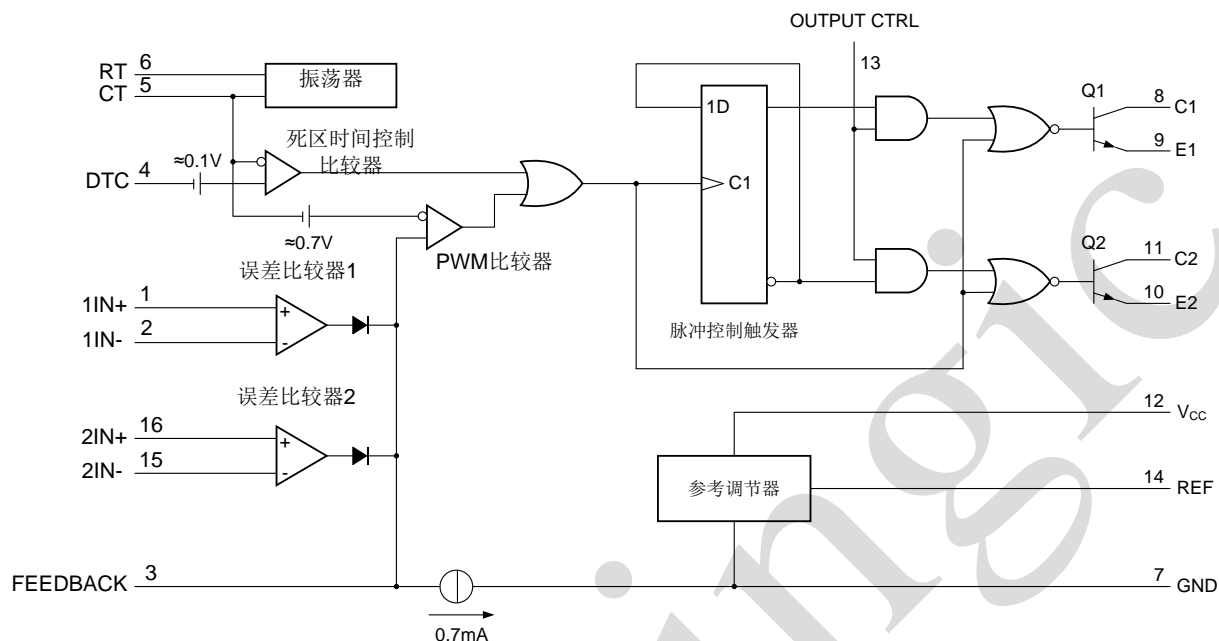 OUTPUT CTRL
13
RT 6
CT 5
振荡器
1D
Q1
8 C1
9 E1
死区时间控制
比较器
≈0.1V
DTC 4
C1
≈0.7V
PWM比较器
Q2
11 C2
10 E2
误差比较器1
1IN+ 1
+
1IN- 2
-
脉冲控制触发器
误差比较器2
12 VCC
2IN+ 16
+
2IN- 15
-
参考调节器
14 REF
FEEDBACK 3
7 GND
0.7mA